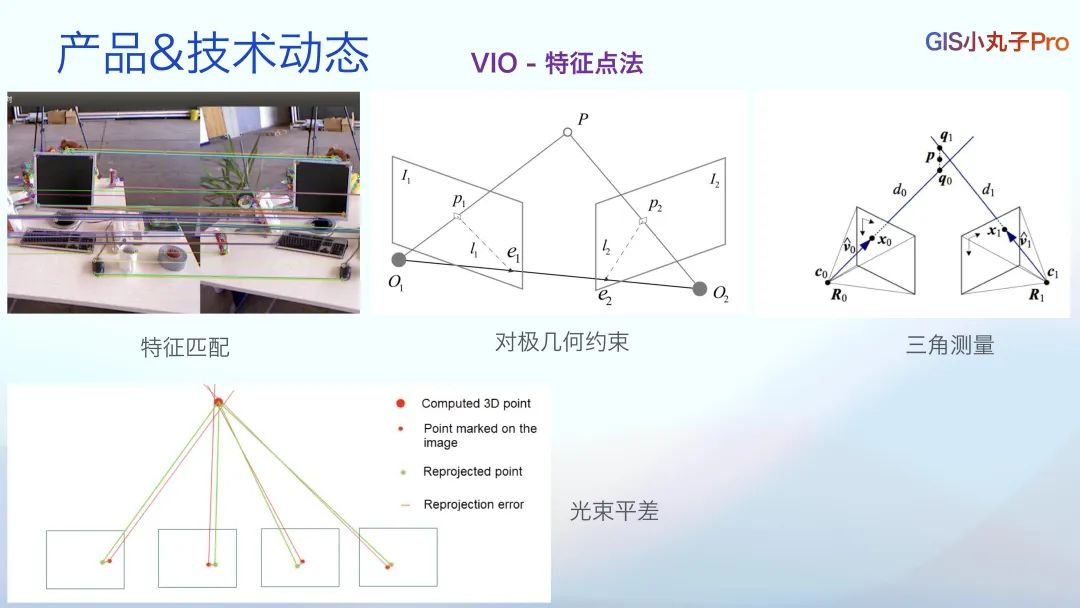 产品&技术动态
VIO - 特征点法
GIS小丸子Pro
P
I₁
p₁
l₁
e₁
O₁
I₂
p₂
l₂
e₂
O₂
q₁
p
q₀
d₀
d₁
x₀
v̂₀
c₀
R₀
x₁
v̂₁
c₁
R₁
特征匹配
对极几何约束
三角测量
Computed 3D point
Point marked on the
image
Reprojected point
Reprojection error
光束平差